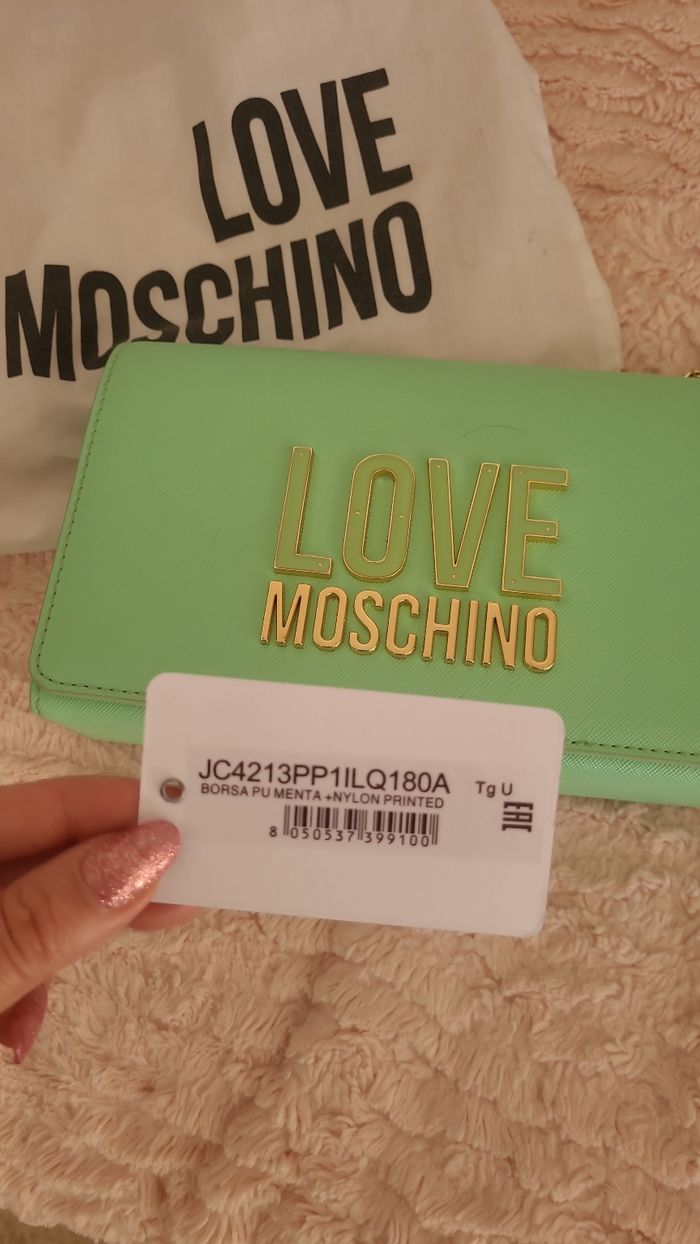 LOVE
MOSCHINO
LOVE
MOSCHINO
JC4213PP1ILQ180A
BORSA PU MENTA +NYLON PRINTED
Tg U
EAC
8 050537 399100